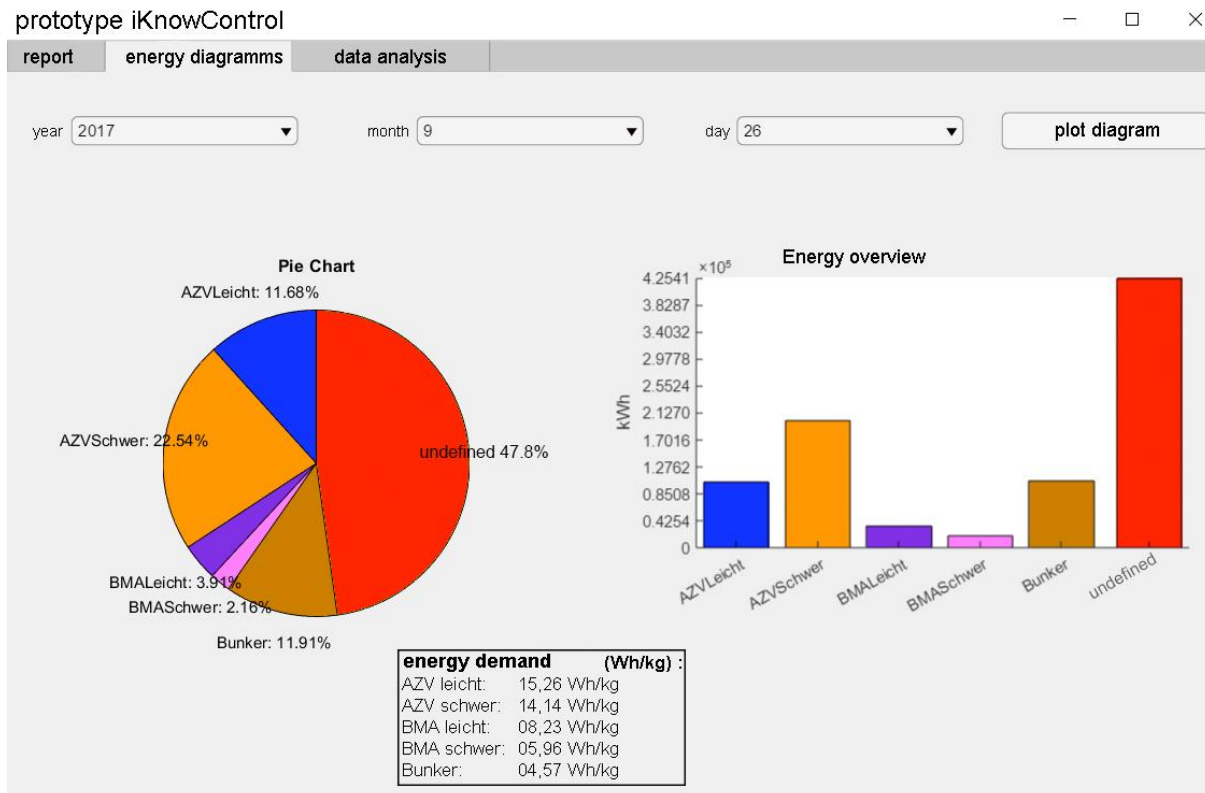 prototype iKnowControl
report energy diagramms data analysis
year 2017 month 9 day 26 plot diagram
Pie Chart
AZVLeicht: 11.68%
AZVSchwer: 22.54%
undefined 47.8%
BMALeicht: 3.91%
BMASchwer: 2.16%
Bunker: 11.91%
Energy overview
×10⁵
4.2541
3.8287
3.4032
2.9778
2.5524
2.1270
1.7016
1.2762
0.8508
0.4254
0
kWh
AZVLeicht
AZVSchwer
BMALeicht
BMASchwer
Bunker
undefined
energy demand (Wh/kg) :
AZV leicht: 15,26 Wh/kg
AZV schwer: 14,14 Wh/kg
BMA leicht: 08,23 Wh/kg
BMA schwer: 05,96 Wh/kg
Bunker: 04,57 Wh/kg